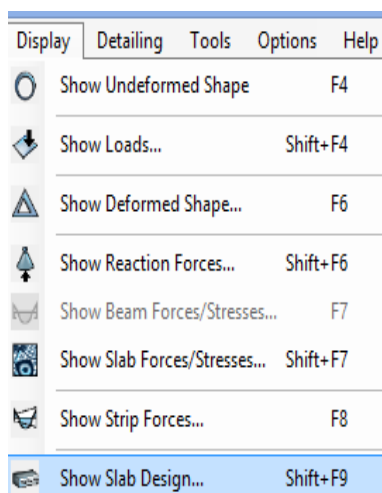 Display Detailing Tools Options Help
Show Undeformed Shape F4
Show Loads... Shift+F4
Show Deformed Shape... F6
Show Reaction Forces... Shift+F6
Show Beam Forces/Stresses... F7
Show Slab Forces/Stresses... Shift+F7
Show Strip Forces... F8
Show Slab Design... Shift+F9